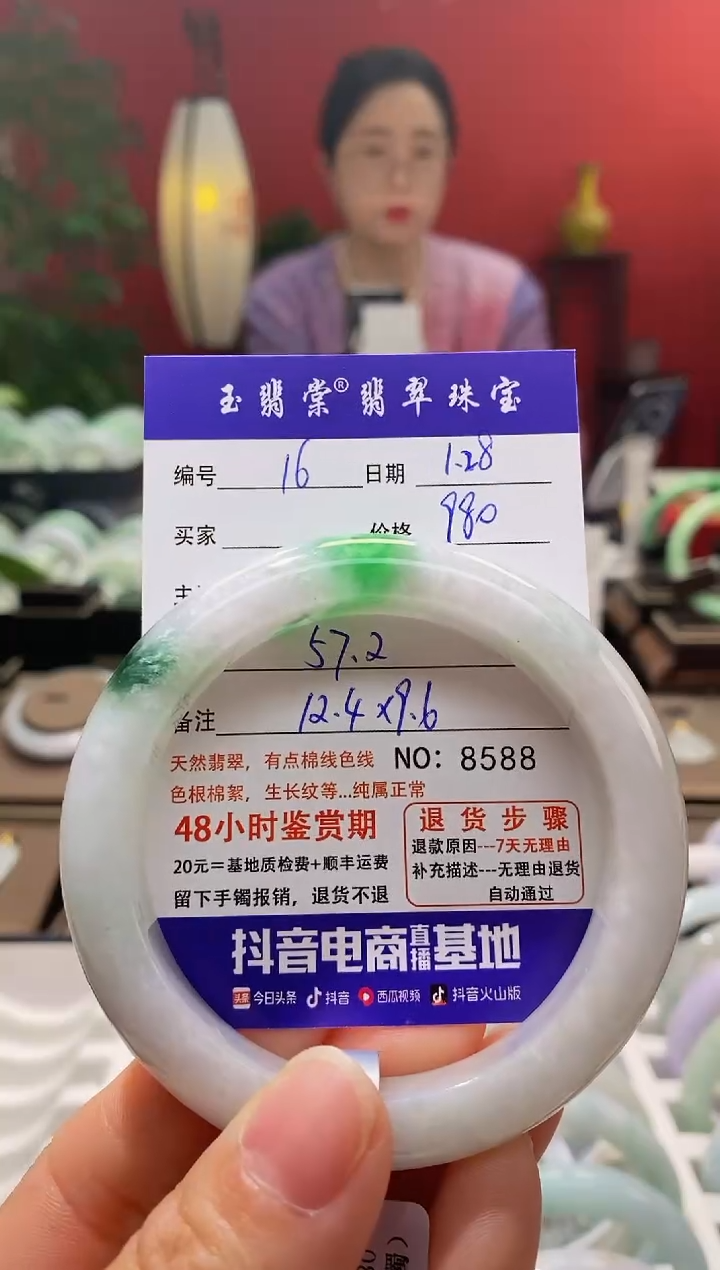 玉翡棠® 翡翠珠宝
编号 16 日期 1.28
买家 价格 980
57.2
备注 12.4×9.6
天然翡翠，有点棉线色线 NO: 8588
色根棉絮，生长纹等...纯属正常
48小时鉴赏期
20元=基地质检费+顺丰运费
留下手镯报销，退货不退
退货步骤
退款原因---7天无理由
补充描述---无理由退货
自动通过
抖音电商直播基地
头条 今日头条 抖音 西瓜视频 抖音火山版